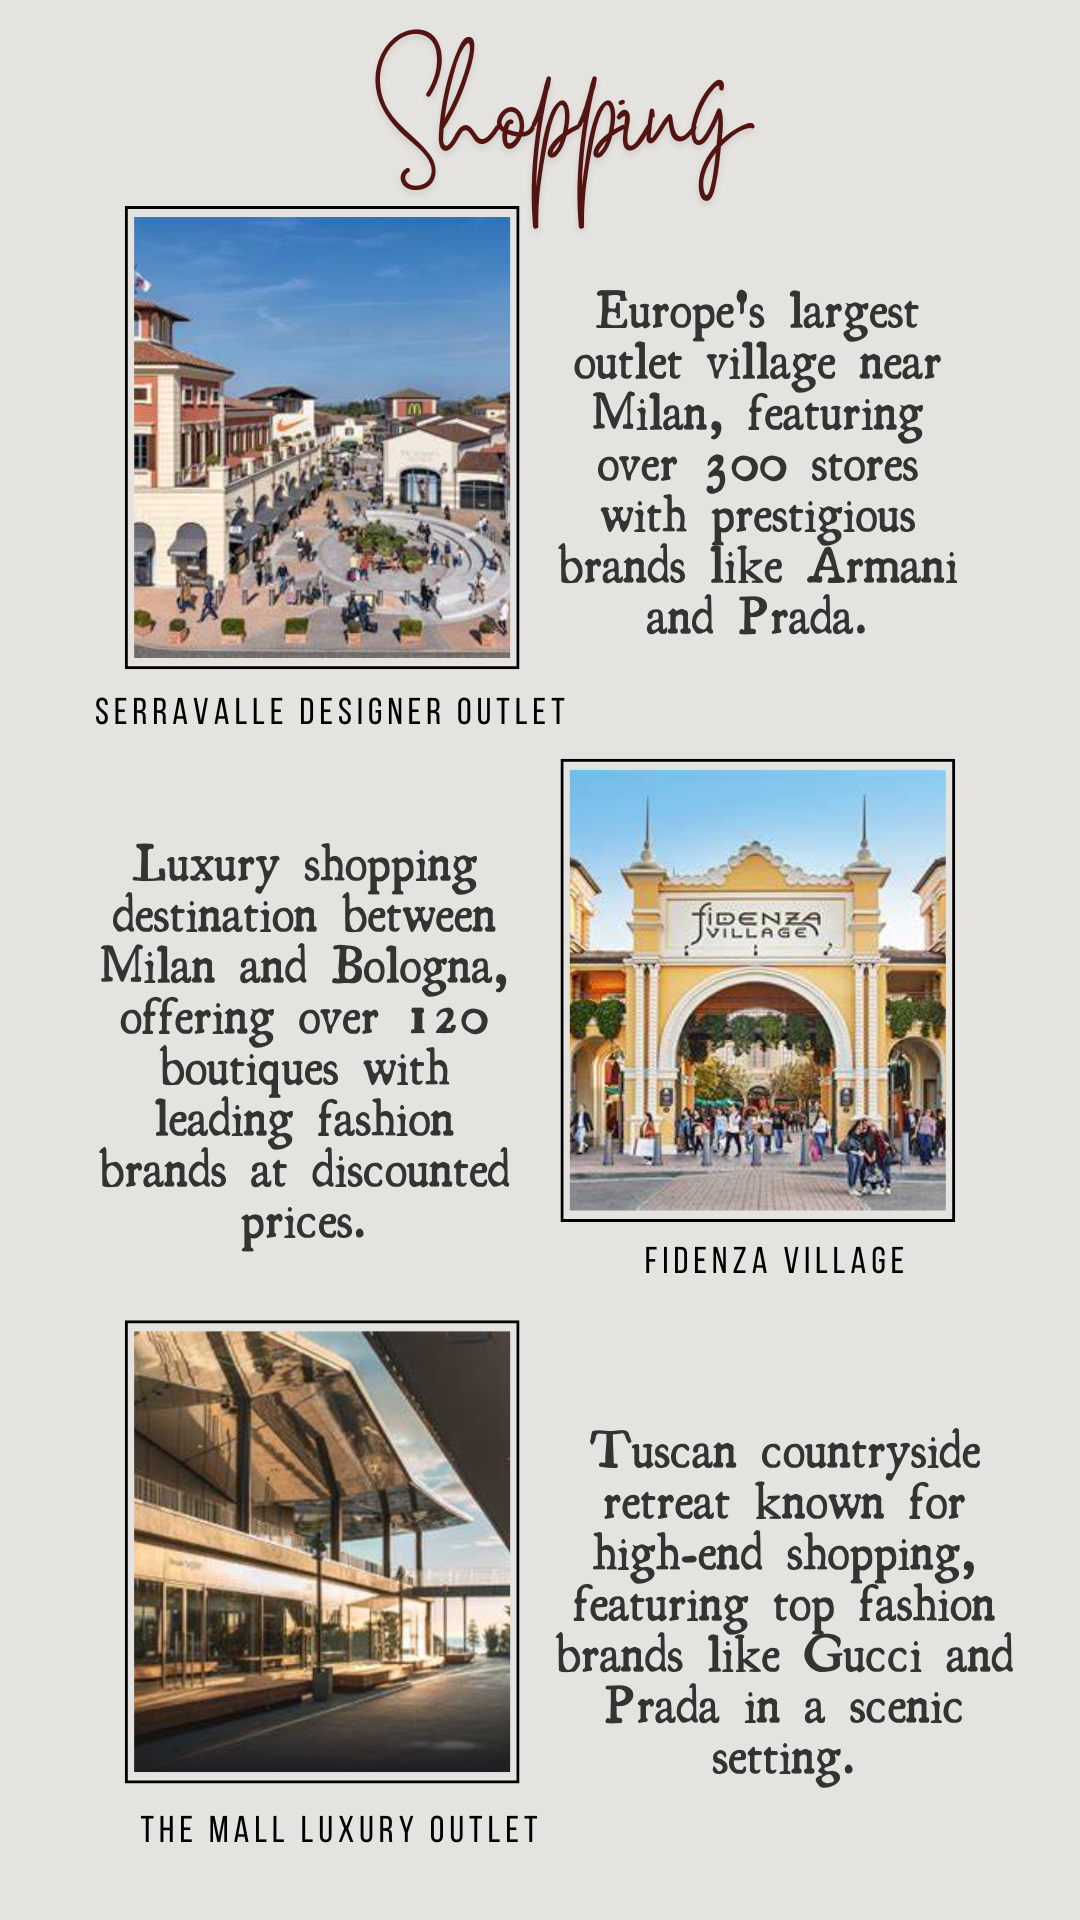 Shopping
Europe's largest
outlet village near
Milan, featuring
over 300 stores
with prestigious
brands like Armani
and Prada.
SERRAVALLE DESIGNER OUTLET
Luxury shopping
destination between
Milan and Bologna,
offering over 120
boutiques with
leading fashion
brands at discounted
prices.
FIDENZA
VILLAGE
FIDENZA VILLAGE
Tuscan countryside
retreat known for
high-end shopping,
featuring top fashion
brands like Gucci and
Prada in a scenic
setting.
THE MALL LUXURY OUTLET